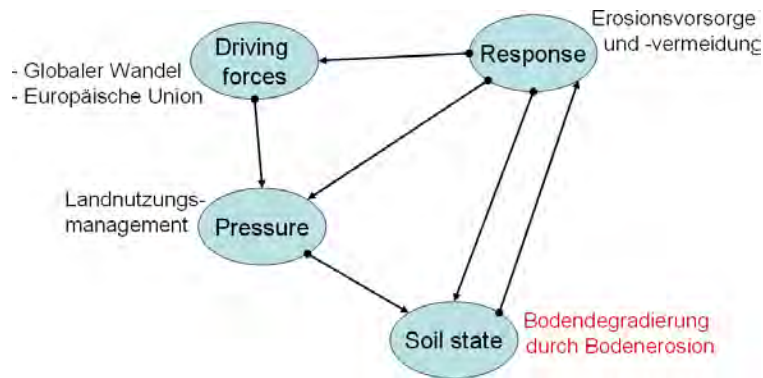 Driving
forces
- Globaler Wandel
- Europäische Union
Response
Erosionsvorsorge
und -vermeidung
Landnutzungs-
management
Pressure
Soil state
Bodendegradierung
durch Bodenerosion